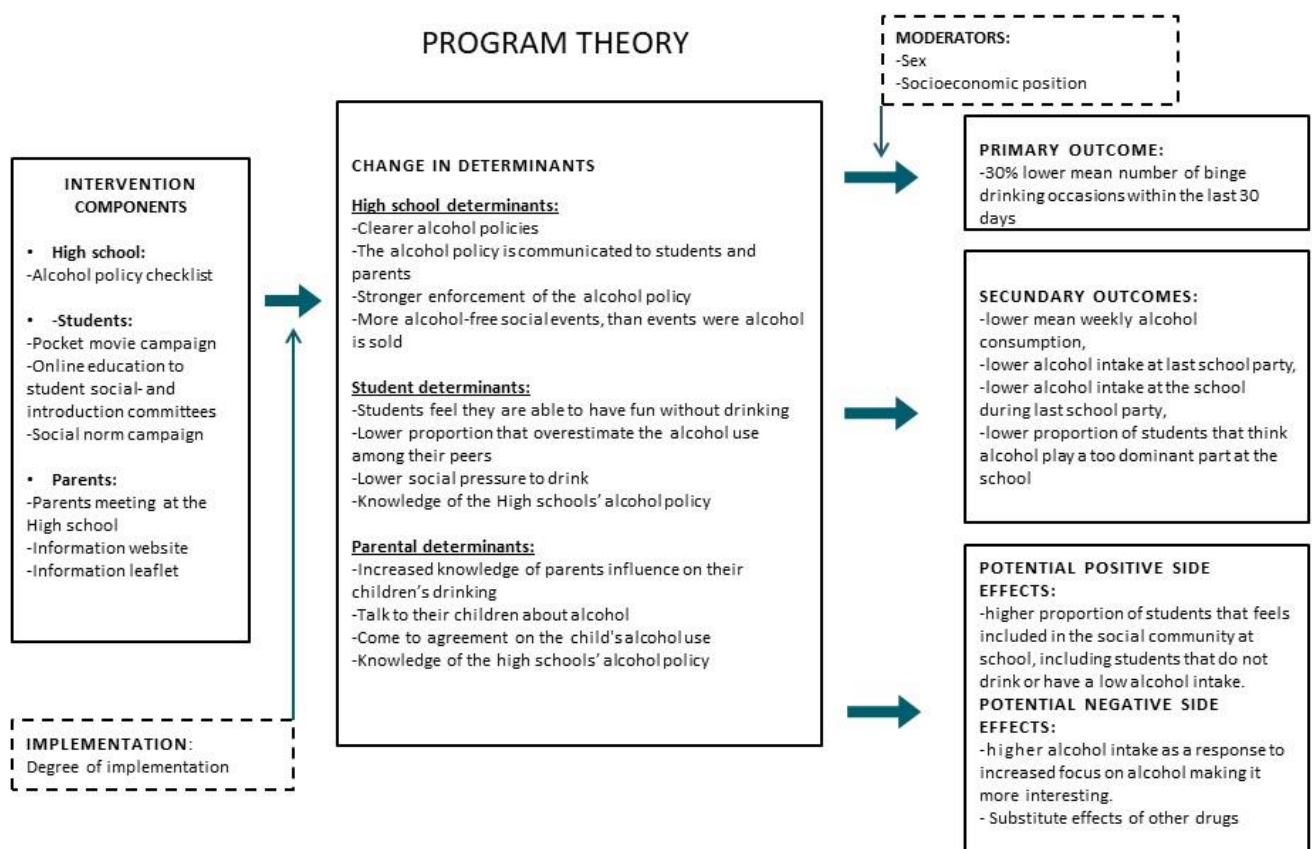 PROGRAM THEORY
MODERATORS:
-Sex
-Socioeconomic position
INTERVENTION
COMPONENTS
• High school:
-Alcohol policy checklist
• -Students:
-Pocket movie campaign
-Online education to
student social- and
introduction committees
-Social norm campaign
• Parents:
-Parents meeting at the
High school
-Information website
-Information leaflet
IMPLEMENTATION:
Degree of implementation
CHANGE IN DETERMINANTS
High school determinants:
-Clearer alcohol policies
-The alcohol policy is communicated to students and
parents
-Stronger enforcement of the alcohol policy
-More alcohol-free social events, than events were alcohol
is sold
Student determinants:
-Students feel they are able to have fun without drinking
-Lower proportion that overestimate the alcohol use
among their peers
-Lower social pressure to drink
-Knowledge of the High schools’ alcohol policy
Parental determinants:
-Increased knowledge of parents influence on their
children’s drinking
-Talk to their children about alcohol
-Come to agreement on the child's alcohol use
-Knowledge of the high schools’ alcohol policy
PRIMARY OUTCOME:
-30% lower mean number of binge
drinking occasions within the last 30
days
SECUNDARY OUTCOMES:
-lower mean weekly alcohol
consumption,
-lower alcohol intake at last school party,
-lower alcohol intake at the school
during last school party,
-lower proportion of students that think
alcohol play a too dominant part at the
school
POTENTIAL POSITIVE SIDE
EFFECTS:
-higher proportion of students that feels
included in the social community at
school, including students that do not
drink or have a low alcohol intake.
POTENTIAL NEGATIVE SIDE
EFFECTS:
-higher alcohol intake as a response to
increased focus on alcohol making it
more interesting.
- Substitute effects of other drugs